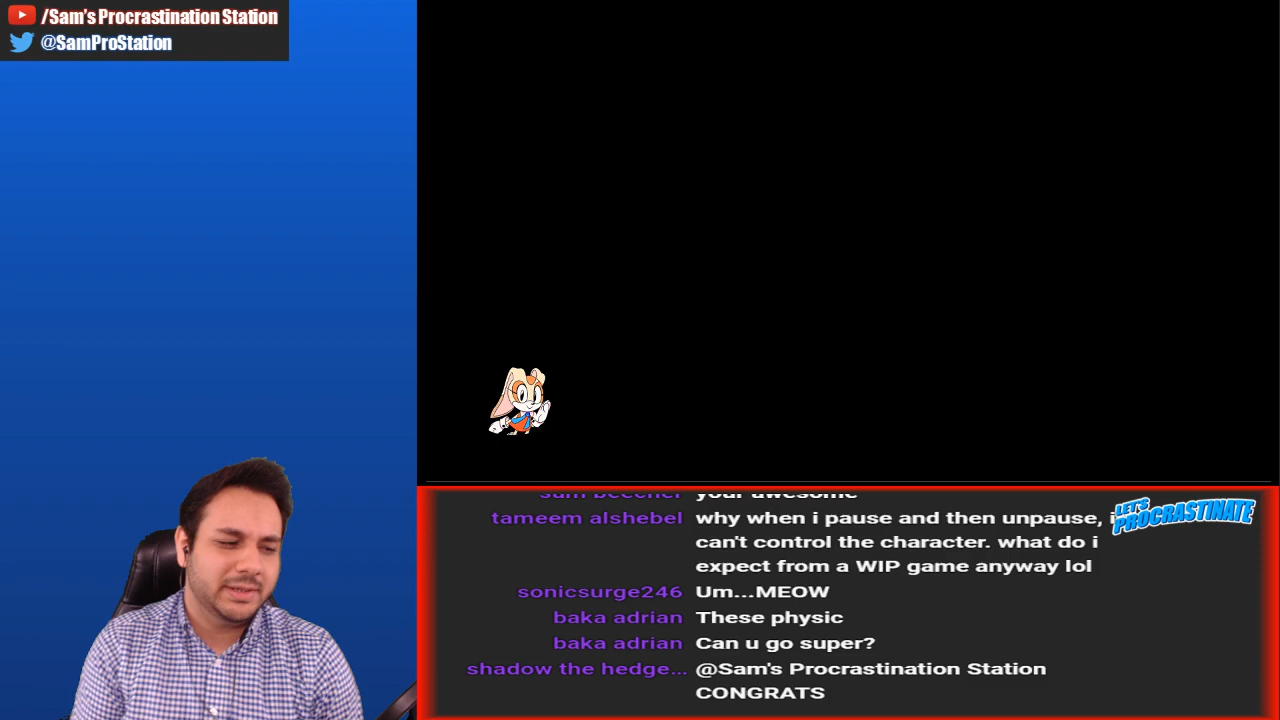 /Sam's Procrastination Station
@SamProStation
your awesome
tameem alshebel why when i pause and then unpause, i
can't control the character. what do i
expect from a WIP game anyway lol
LET'S
PROCRASTINATE
sonicsurge246 Um...MEOW
baka adrian These physic
baka adrian Can u go super?
shadow the hedge... @Sam's Procrastination Station
CONGRATS